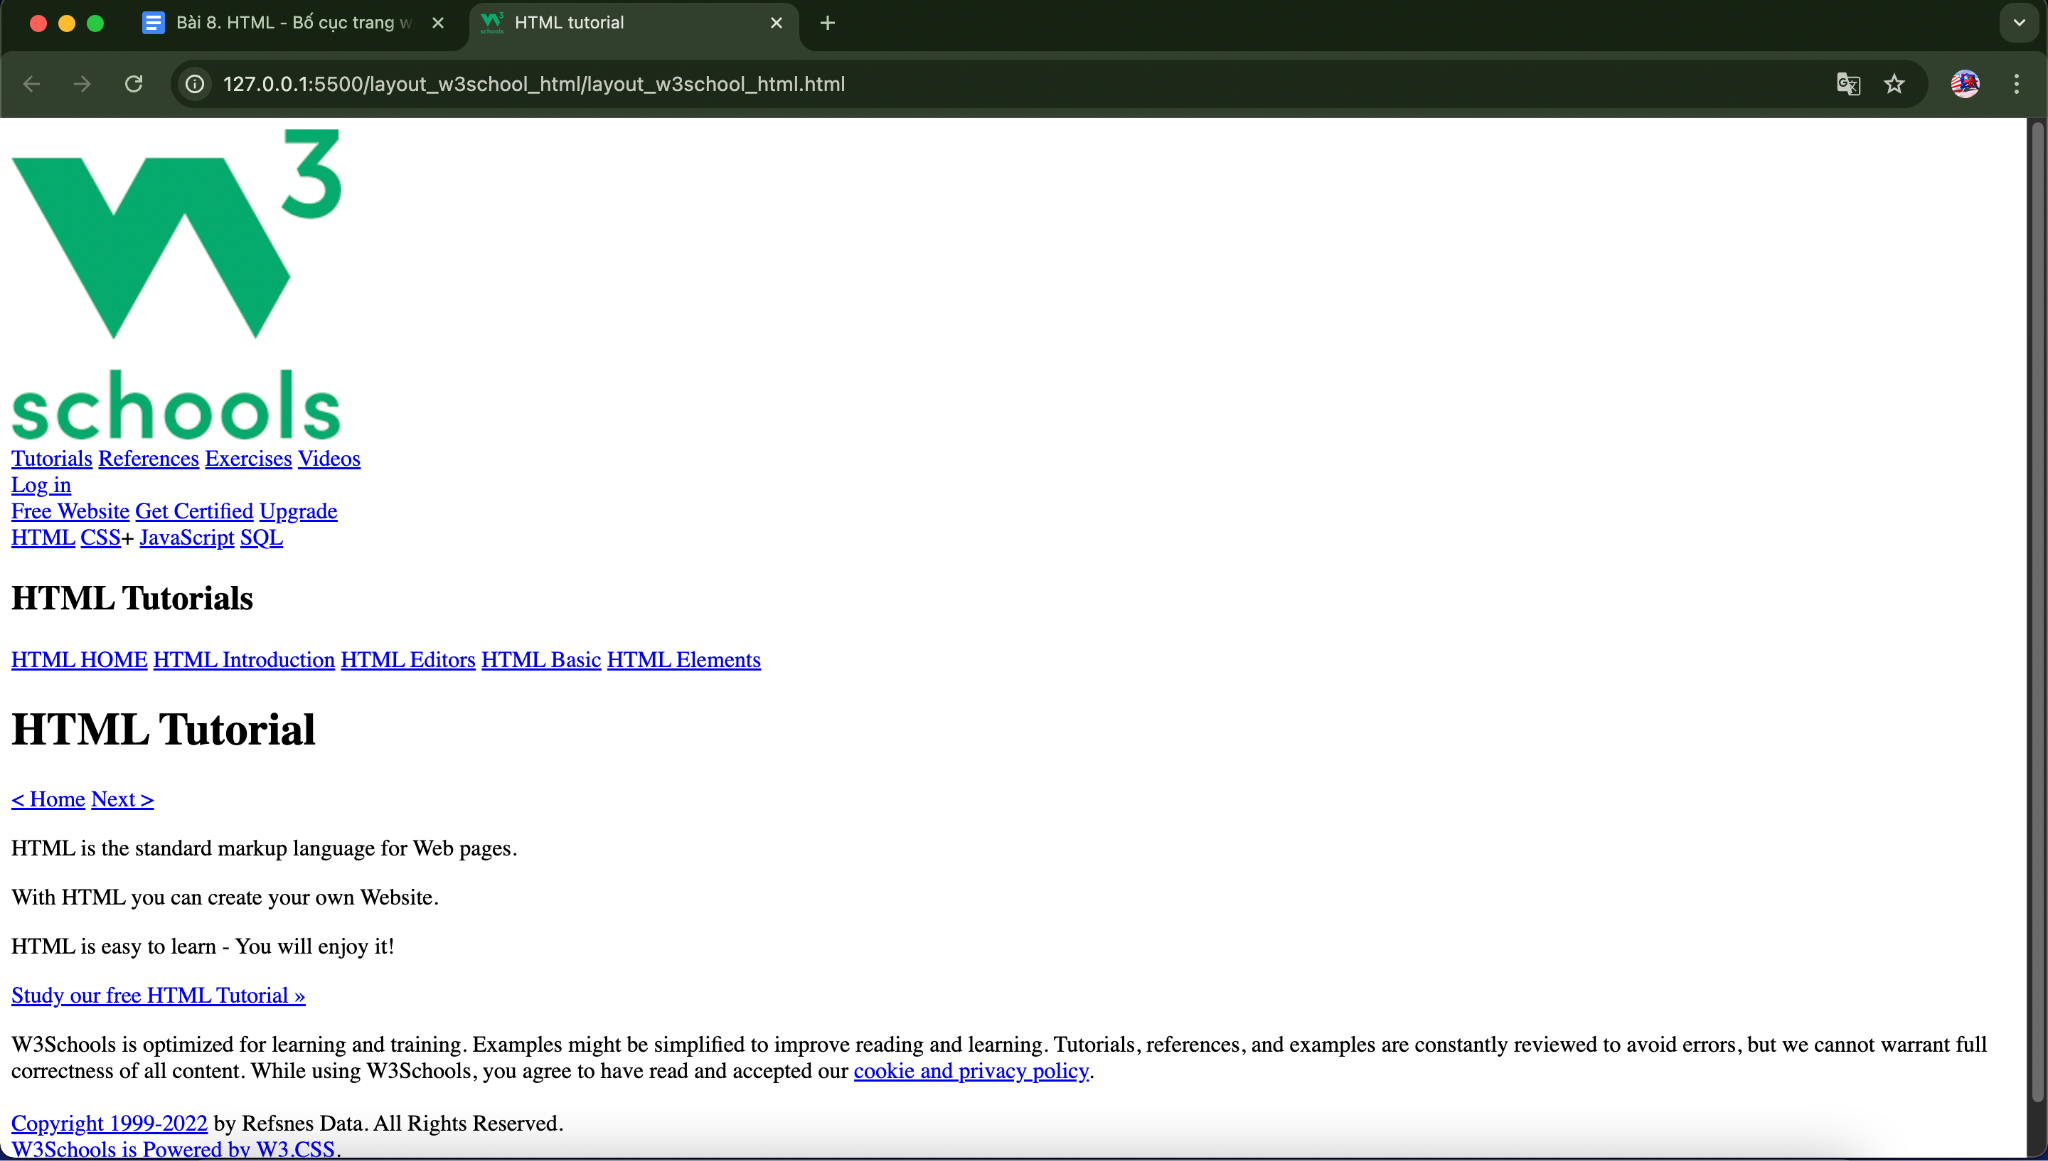 Bài 8. HTML - Bố cục trang w
HTML tutorial
127.0.0.1:5500/layout_w3school_html/layout_w3school_html.html
W3
schools
Tutorials References Exercises Videos
Log in
Free Website Get Certified Upgrade
HTML CSS+ JavaScript SQL
HTML Tutorials
HTML HOME HTML Introduction HTML Editors HTML Basic HTML Elements
HTML Tutorial
< Home Next >
HTML is the standard markup language for Web pages.
With HTML you can create your own Website.
HTML is easy to learn - You will enjoy it!
Study our free HTML Tutorial »
W3Schools is optimized for learning and training. Examples might be simplified to improve reading and learning. Tutorials, references, and examples are constantly reviewed to avoid errors, but we cannot warrant full
correctness of all content. While using W3Schools, you agree to have read and accepted our cookie and privacy policy.
Copyright 1999-2022 by Refsnes Data. All Rights Reserved.
W3Schools is Powered by W3.CSS.